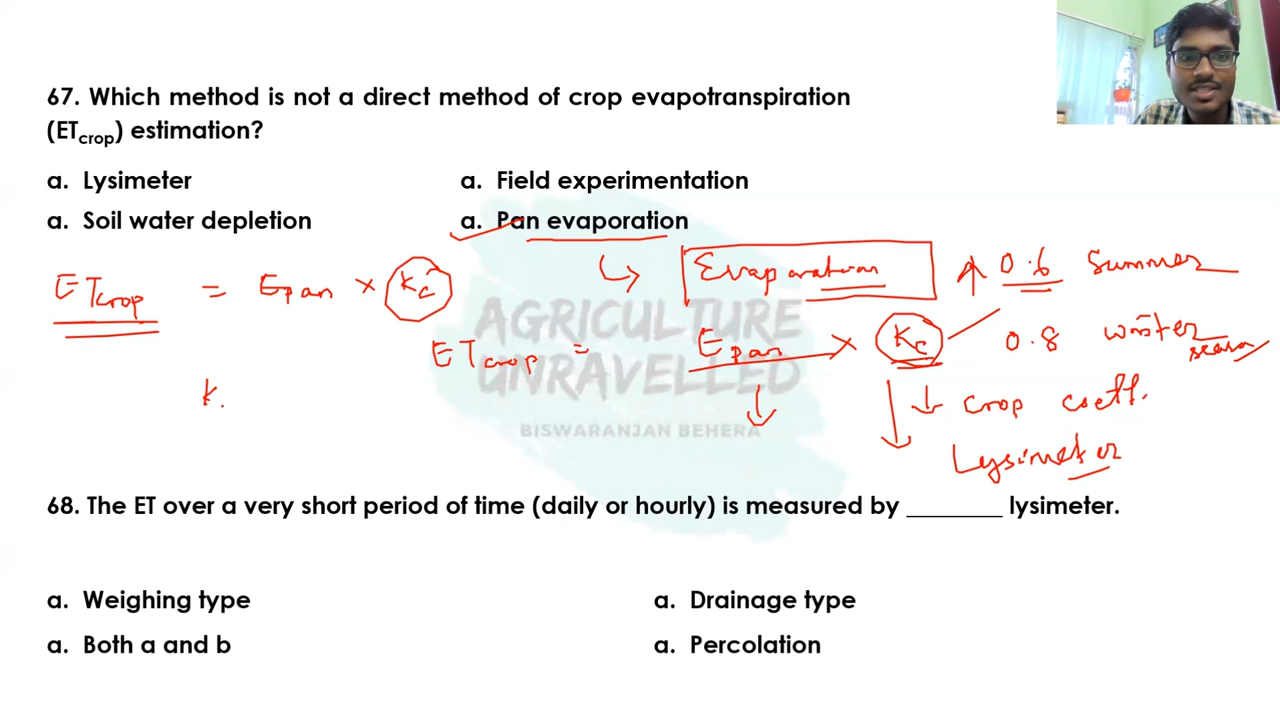 67. Which method is not a direct method of crop evapotranspiration
(ETcrop) estimation?
a. Lysimeter
a. Field experimentation
a. Soil water depletion
a. Pan evaporation
Evaporation
0.6 Summer
ETcrop = Epan × Kc
ETcrop = Epan × Kc
0.8 winter
season
K.
crop coeff.
Lysimeter
AGRICULTURE
UNRAVELLED
BISWARANJAN BEHERA
68. The ET over a very short period of time (daily or hourly) is measured by ________ lysimeter.
a. Weighing type
a. Drainage type
a. Both a and b
a. Percolation